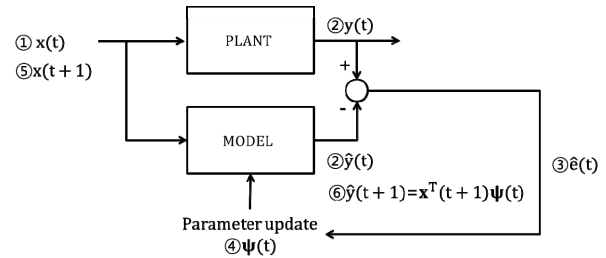 ① x(t)
⑤x(t+1)
PLANT
②y(t)
+
-
MODEL
②ŷ(t)
③ê(t)
⑥ŷ(t+1)=𝐱ᵀ(t+1)𝛙(t)
Parameter update
④𝛙(t)